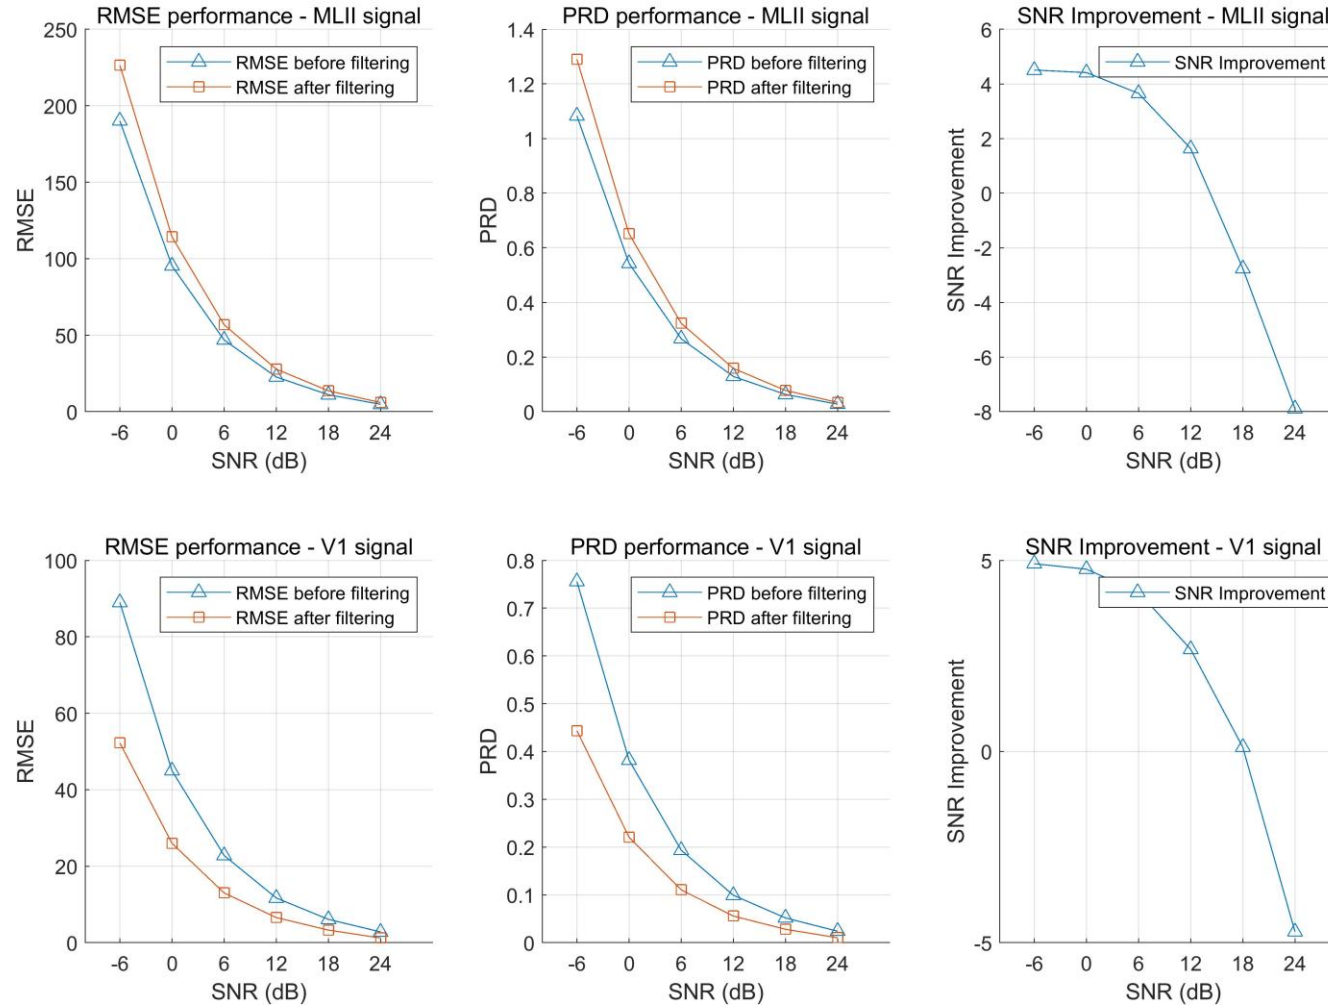 RMSE performance - MLII signal
250
200
150
100
50
0
RMSE
RMSE before filtering
RMSE after filtering
-6 0 6 12 18 24
SNR (dB)
PRD performance - MLII signal
1.4
1.2
1
0.8
0.6
0.4
0.2
0
PRD
PRD before filtering
PRD after filtering
-6 0 6 12 18 24
SNR (dB)
SNR Improvement - MLII signal
6
4
2
0
-2
-4
-6
-8
SNR Improvement
SNR Improvement
-6 0 6 12 18 24
SNR (dB)
RMSE performance - V1 signal
100
80
60
40
20
0
RMSE
RMSE before filtering
RMSE after filtering
-6 0 6 12 18 24
SNR (dB)
PRD performance - V1 signal
0.8
0.7
0.6
0.5
0.4
0.3
0.2
0.1
0
PRD
PRD before filtering
PRD after filtering
-6 0 6 12 18 24
SNR (dB)
SNR Improvement - V1 signal
5
0
-5
SNR Improvement
SNR Improvement
-6 0 6 12 18 24
SNR (dB)